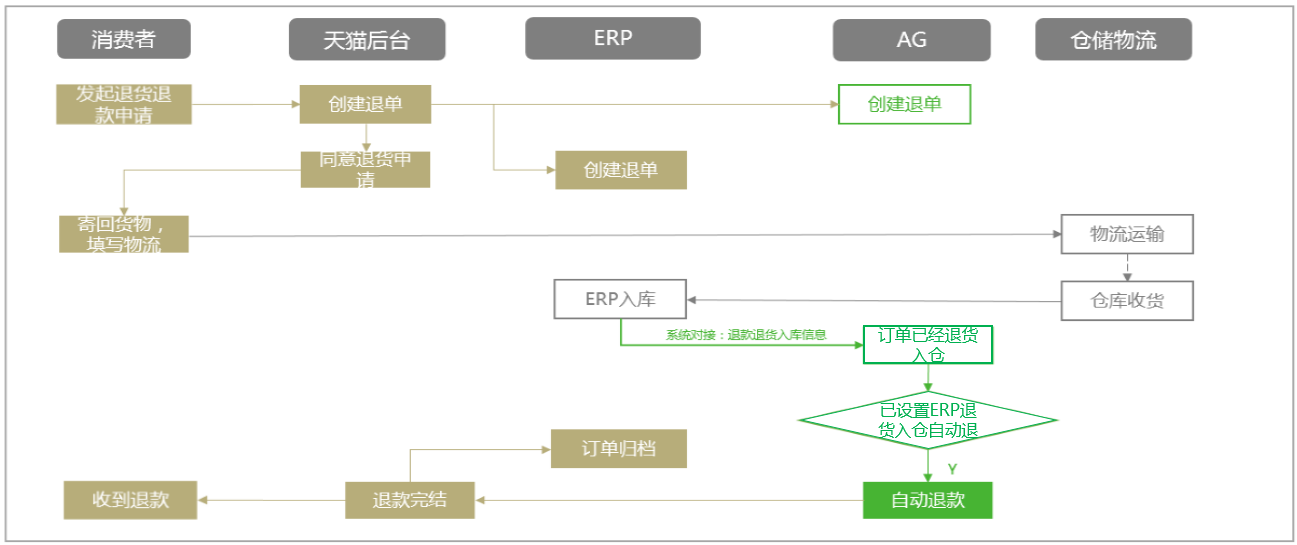 消费者
天猫后台
ERP
AG
仓储物流
发起退货退
款申请
创建退单
创建退单
同意退货申
请
创建退单
寄回货物，
填写物流
物流运输
ERP入库
仓库收货
系统对接：退款退货入库信息
订单已经退货
入仓
已设置ERP退
货入仓自动退
订单归档
Y
收到退款
退款完结
自动退款